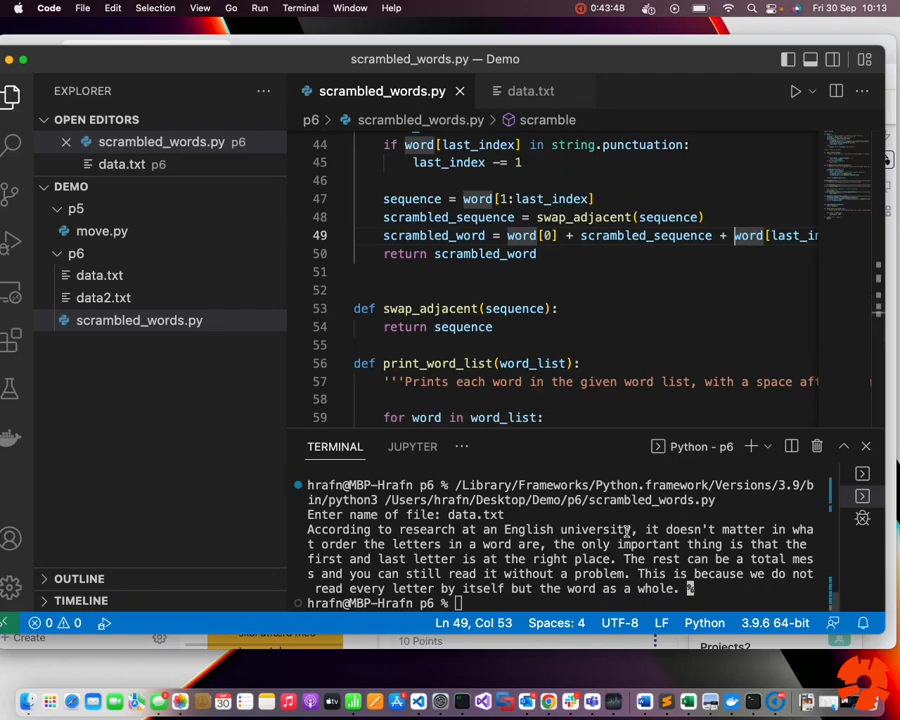 Code File Edit Selection View Go Run Terminal Window Help 0:43:48 Fri 30 Sep 10:13
scrambled_words.py — Demo
EXPLORER
scrambled_words.py
data.txt
OPEN EDITORS
p6 > scrambled_words.py > scramble
scrambled_words.py p6
data.txt p6
DEMO
p5
move.py
p6
data.txt
data2.txt
scrambled_words.py
44 if word[last_index] in string.punctuation:
45 last_index -= 1
46
47 sequence = word[1:last_index]
48 scrambled_sequence = swap_adjacent(sequence)
49 scrambled_word = word[0] + scrambled_sequence + word[last_in
50 return scrambled_word
51
52
53 def swap_adjacent(sequence):
54 return sequence
55
56 def print_word_list(word_list):
57 '''Prints each word in the given word list, with a space aft
58
59 for word in word_list:
TERMINAL JUPYTER ··· Python - p6
hrafn@MBP-Hrafn p6 % /Library/Frameworks/Python.framework/Versions/3.9/b
in/python3 /Users/hrafn/Desktop/Demo/p6/scrambled_words.py
Enter name of file: data.txt
According to research at an English university, it doesn't matter in wha
t order the letters in a word are, the only important thing is that the
first and last letter is at the right place. The rest can be a total mes
s and you can still read it without a problem. This is because we do not
read every letter by itself but the word as a whole. %
hrafn@MBP-Hrafn p6 %
OUTLINE
TIMELINE
0 0 Ln 49, Col 53 Spaces: 4 UTF-8 LF Python 3.9.6 64-bit
+ Create
10 Points
Projects?
30